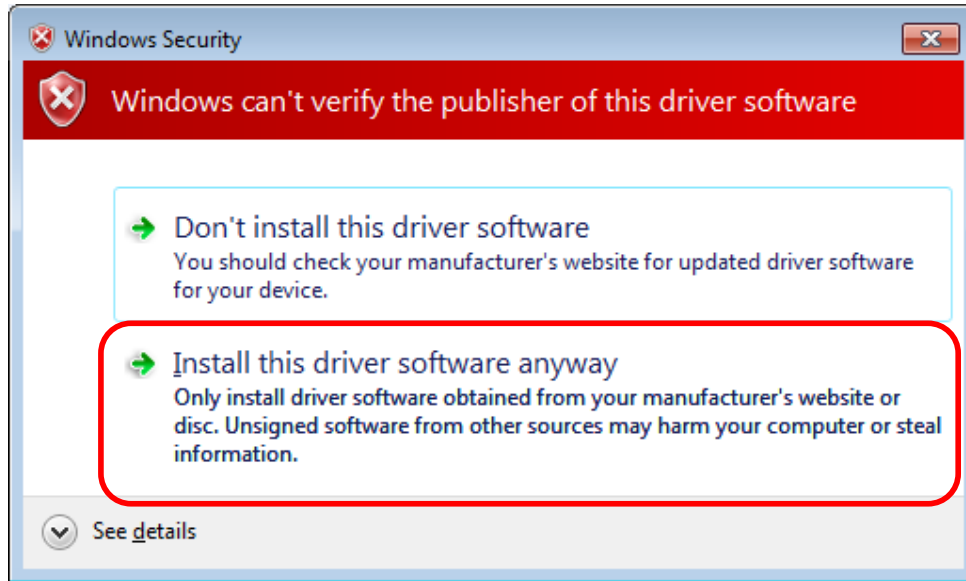 Windows Security
Windows can't verify the publisher of this driver software
Don't install this driver software
You should check your manufacturer's website for updated driver software
for your device.
Install this driver software anyway
Only install driver software obtained from your manufacturer's website or
disc. Unsigned software from other sources may harm your computer or steal
information.
See details